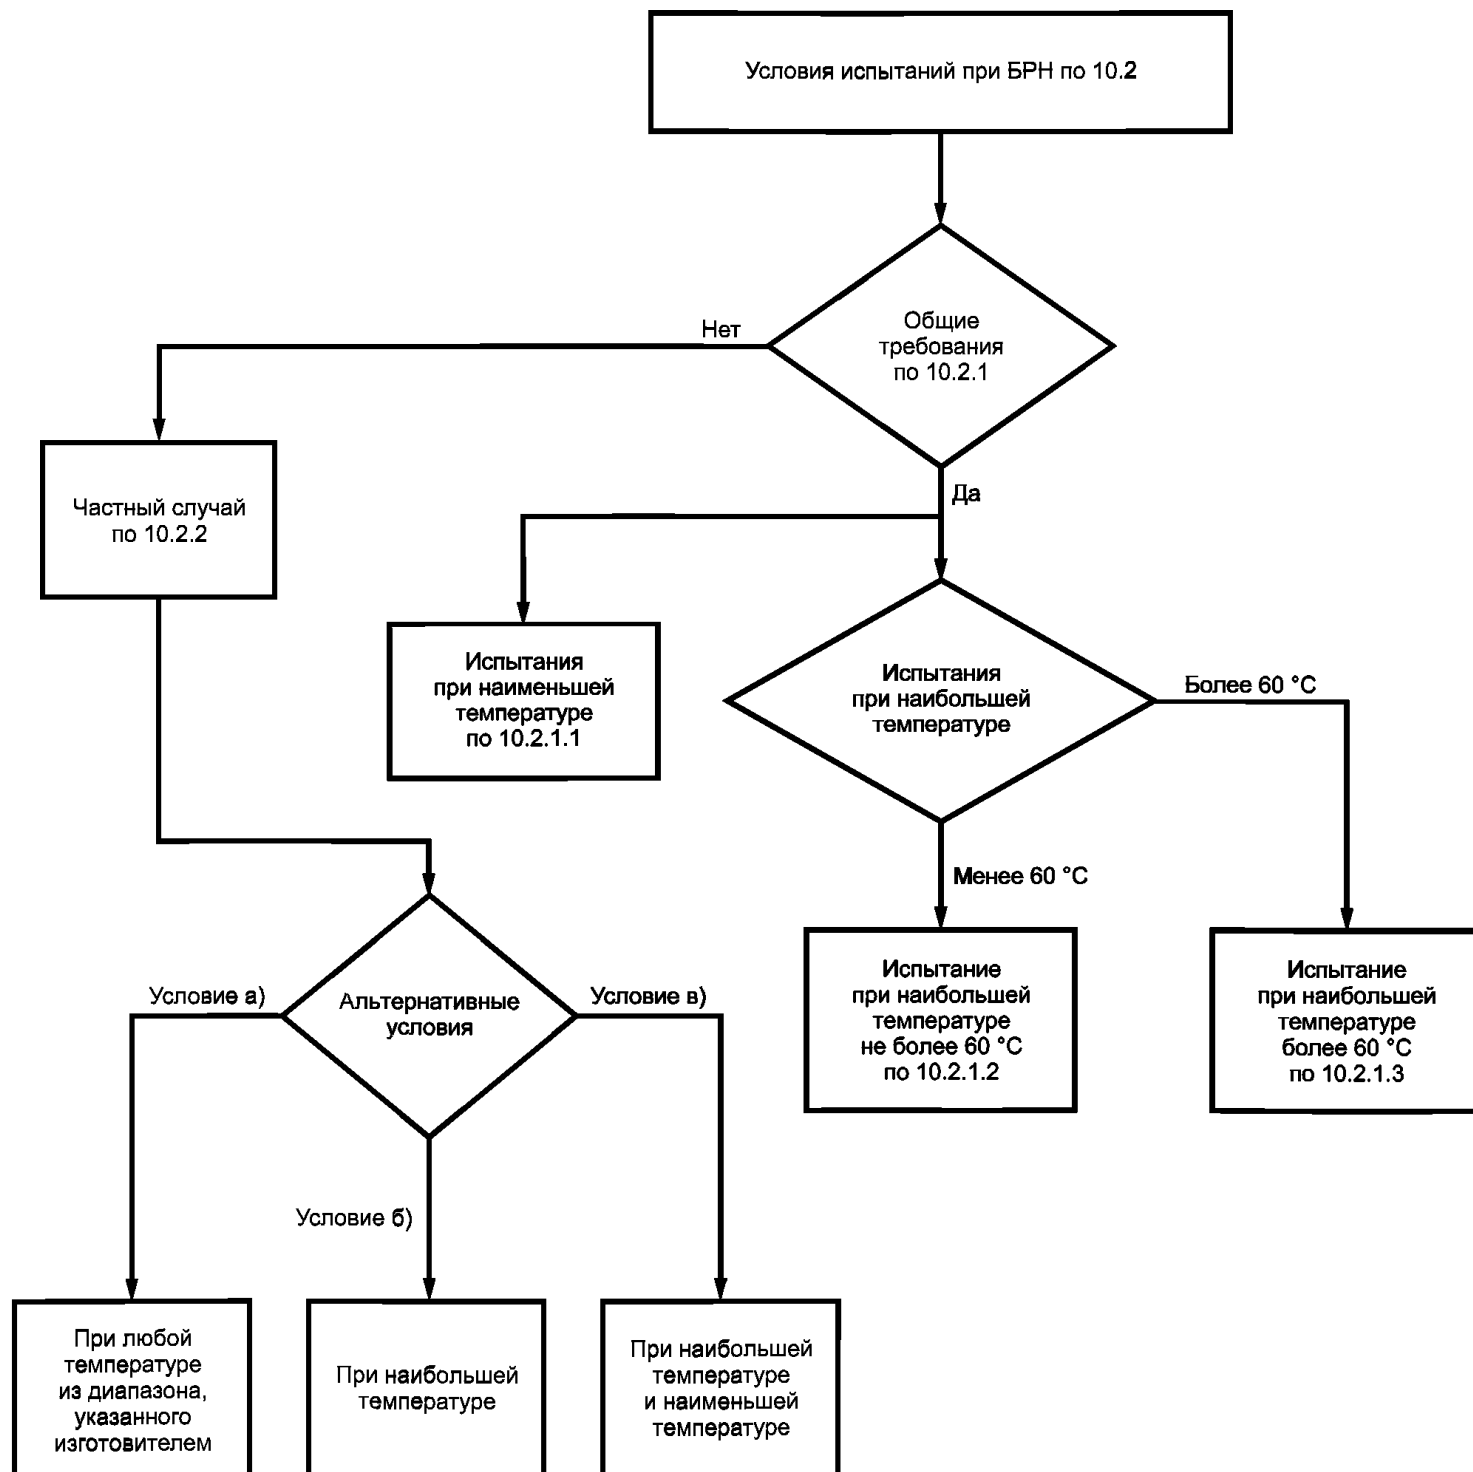 Условия испытаний при БРН по 10.2
Общие
требования
по 10.2.1
Нет
Да
Частный случай
по 10.2.2
Испытания
при наименьшей
температуре
по 10.2.1.1
Испытания
при наибольшей
температуре
Более 60 °С
Менее 60 °С
Испытание
при наибольшей
температуре
не более 60 °С
по 10.2.1.2
Испытание
при наибольшей
температуре
более 60 °С
по 10.2.1.3
Альтернативные
условия
Условие а)
Условие в)
Условие б)
При любой
температуре
из диапазона,
указанного
изготовителем
При наибольшей
температуре
При наибольшей
температуре
и наименьшей
температуре